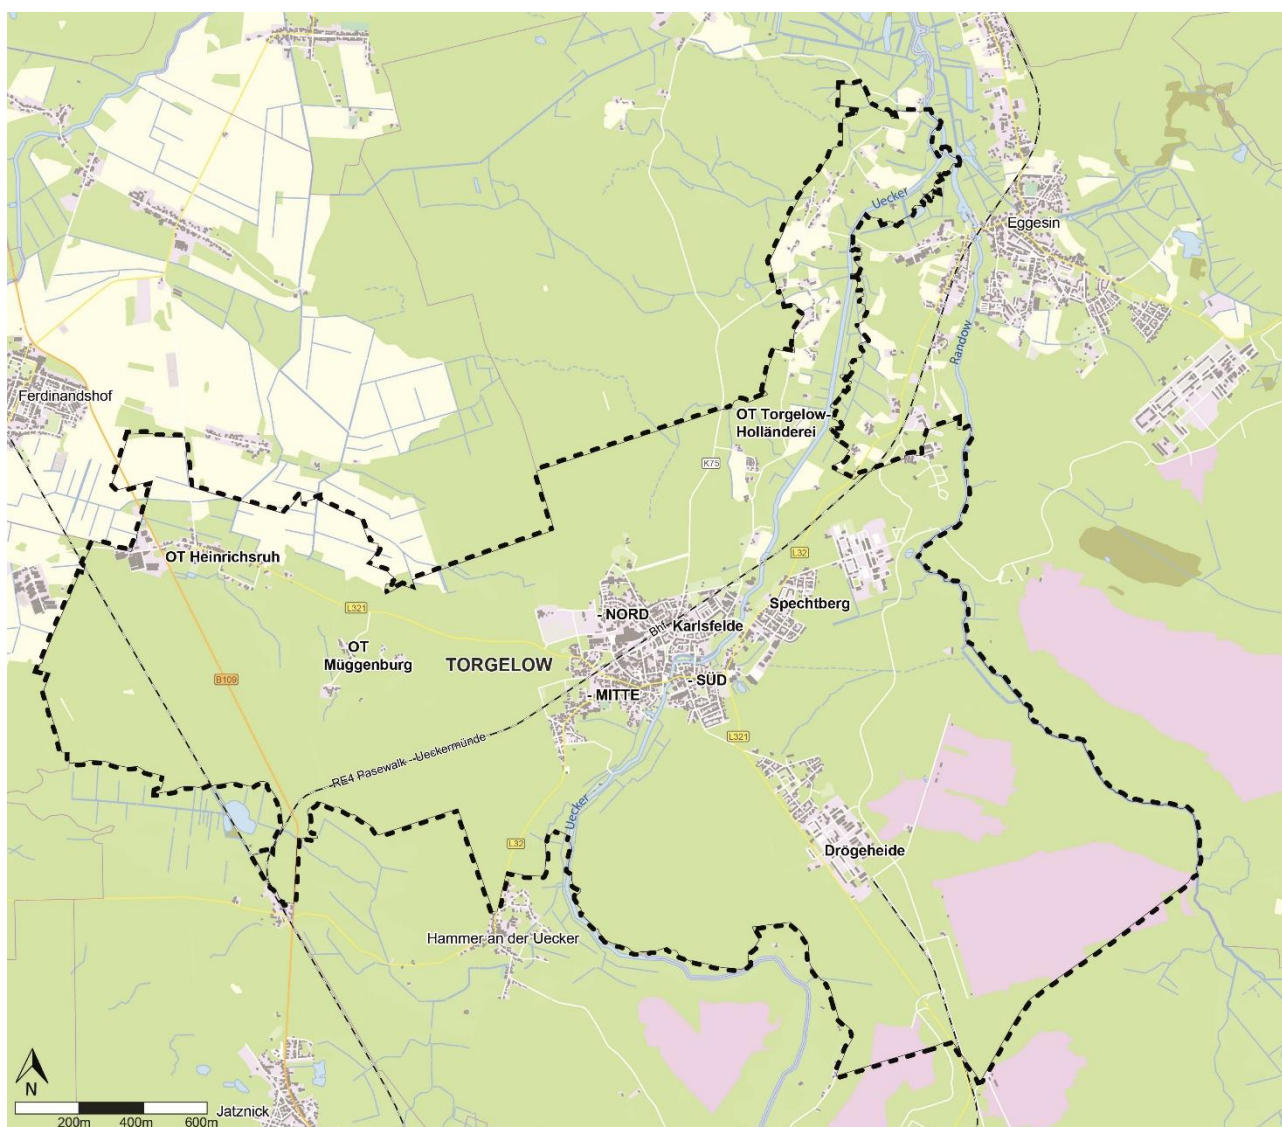 Uecker
Eggesin
Randow
Ferdinandshof
OT Torgelow-
Holländerei
K75
OT Heinrichsruh
L32
L321
- NORD
Bhf
Karlsfelde
Spechtberg
OT
Müggenburg
TORGELOW
B109
- MITTE
- SÜD
L321
RE4 Pasewalk - Ueckermünde
Uecker
L32
Drögeheide
Hammer an der Uecker
N
Jatznick
200m
400m
600m